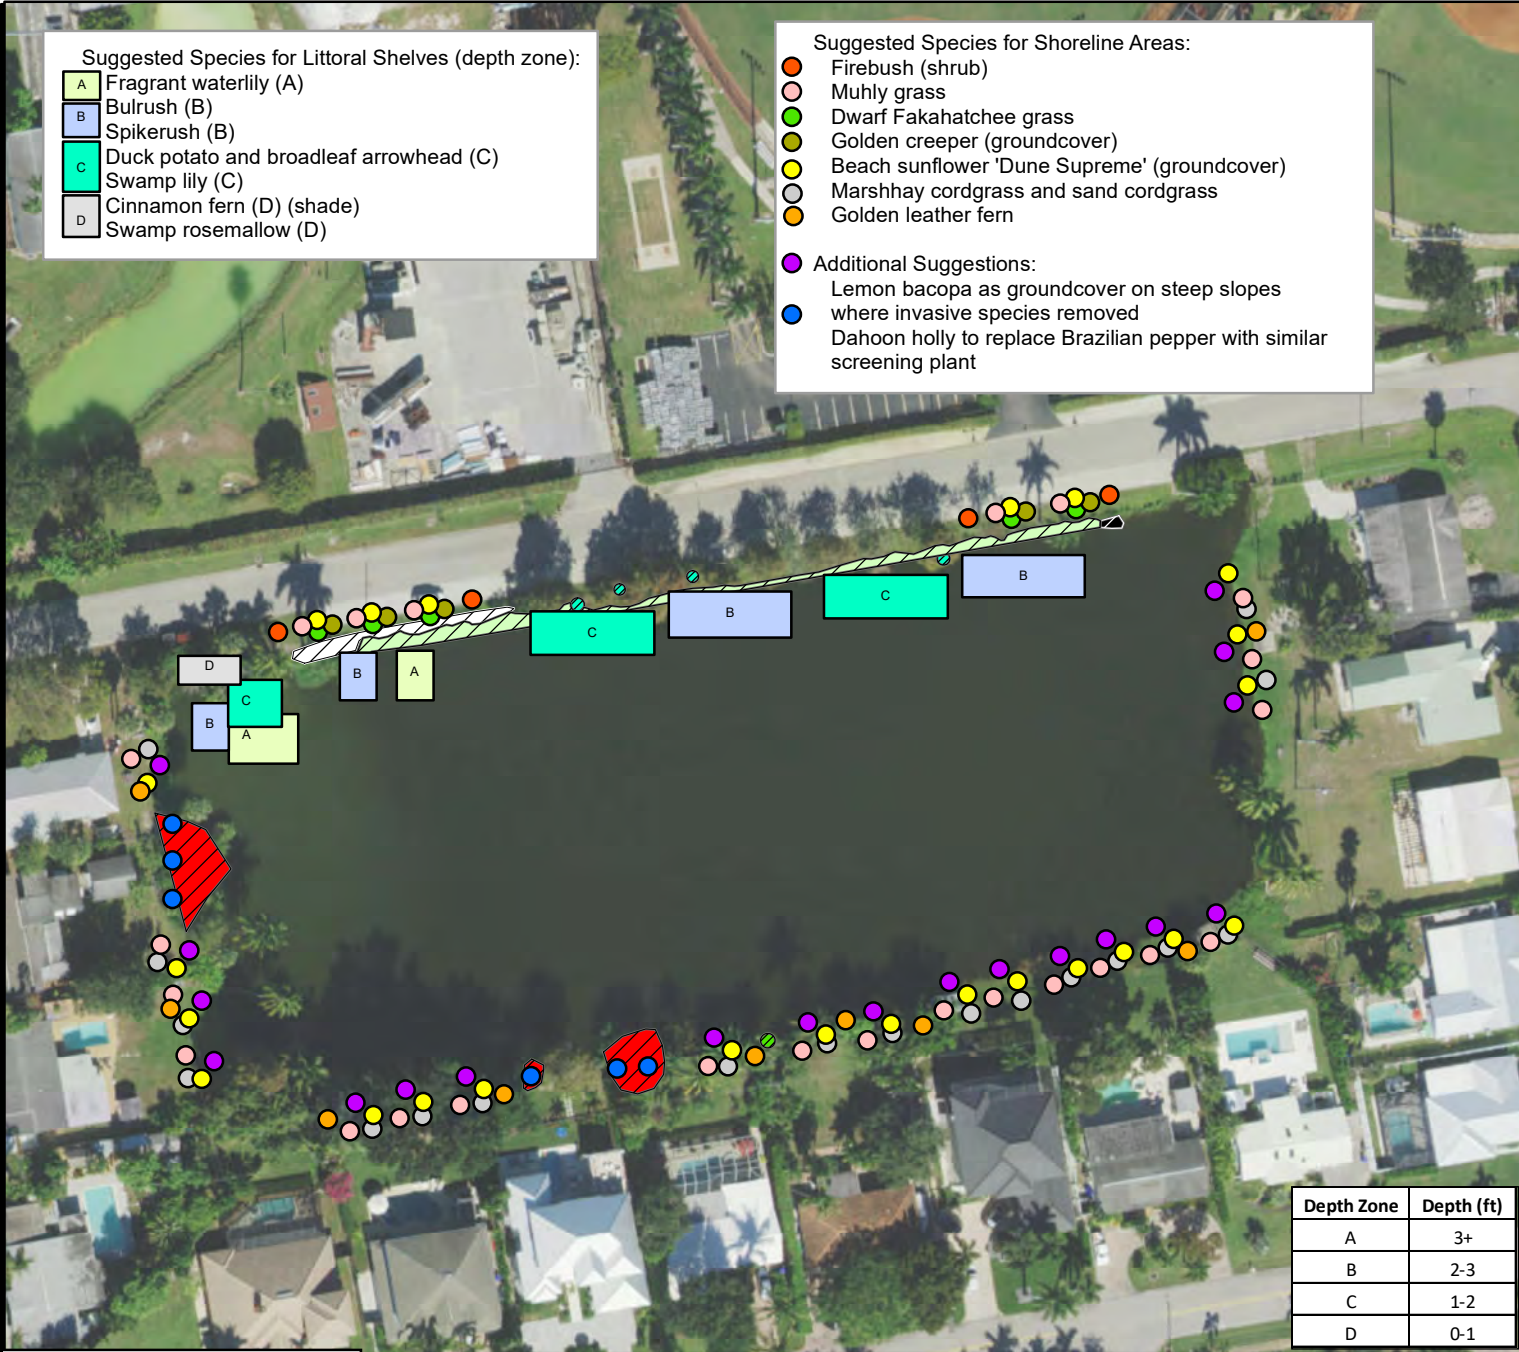 Suggested Species for Littoral Shelves (depth zone):
A Fragrant waterlily (A)
B Bulrush (B)
Spikerush (B)
C Duck potato and broadleaf arrowhead (C)
Swamp lily (C)
D Cinnamon fern (D) (shade)
Swamp rosemallow (D)
Suggested Species for Shoreline Areas:
Firebush (shrub)
Muhly grass
Dwarf Fakahatchee grass
Golden creeper (groundcover)
Beach sunflower 'Dune Supreme' (groundcover)
Marshhay cordgrass and sand cordgrass
Golden leather fern
Additional Suggestions:
Lemon bacopa as groundcover on steep slopes
where invasive species removed
Dahoon holly to replace Brazilian pepper with similar
screening plant
B
C
B
C
D
B
A
C
B
A
Depth Zone Depth (ft)
A 3+
B 2-3
C 1-2
D 0-1